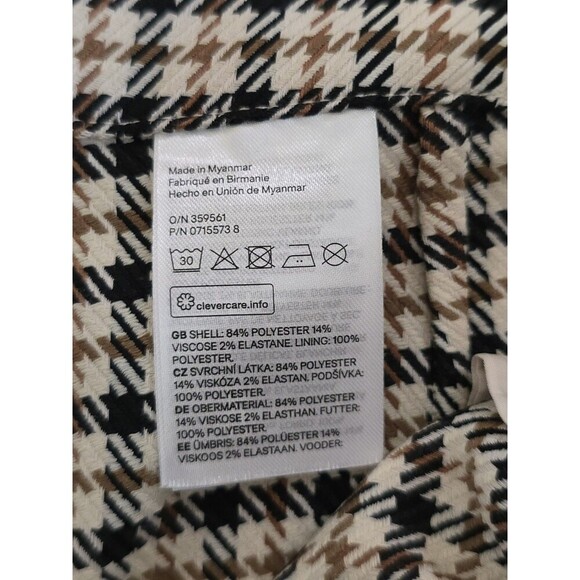 Made in Myanmar
Fabriqué en Birmanie
Hecho en Unión de Myanmar
O/N 359561
P/N 0715573 8
30
clevercare.info
GB SHELL: 84% POLYESTER 14%
VISCOSE 2% ELASTANE. LINING: 100%
POLYESTER.
CZ SVRCHNÍ LÁTKA: 84% POLYESTER
14% VISKÓZA 2% ELASTAN. PODŠÍVKA:
100% POLYESTER.
DE OBERMATERIAL: 84% POLYESTER
14% VISKOSE 2% ELASTHAN. FUTTER:
100% POLYESTER.
EE ÜMBRIS: 84% POLÜESTER 14%
VISKOOS 2% ELASTAAN. VOODER: